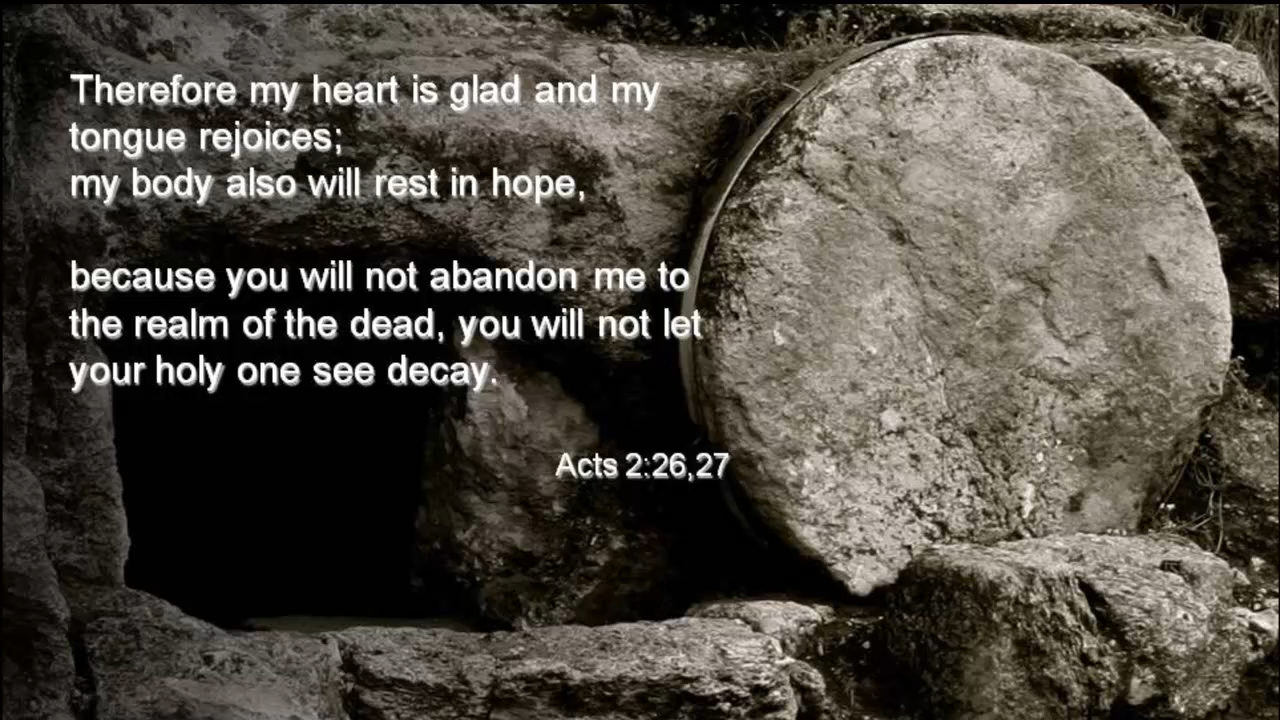 Therefore my heart is glad and my
tongue rejoices;
my body also will rest in hope,
because you will not abandon me to
the realm of the dead, you will not let
your holy one see decay.
Acts 2:26,27